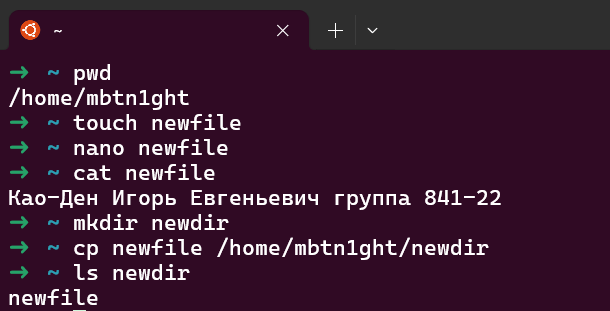 ~
➜ ~ pwd
/home/mbtn1ght
➜ ~ touch newfile
➜ ~ nano newfile
➜ ~ cat newfile
Као-Ден Игорь Евгеньевич группа 841-22
➜ ~ mkdir newdir
➜ ~ cp newfile /home/mbtn1ght/newdir
➜ ~ ls newdir
newfile